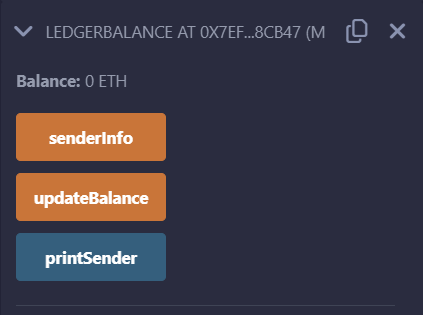 LEDGERBALANCE AT 0X7EF...8CB47 (M
Balance: 0 ETH
senderInfo
updateBalance
printSender